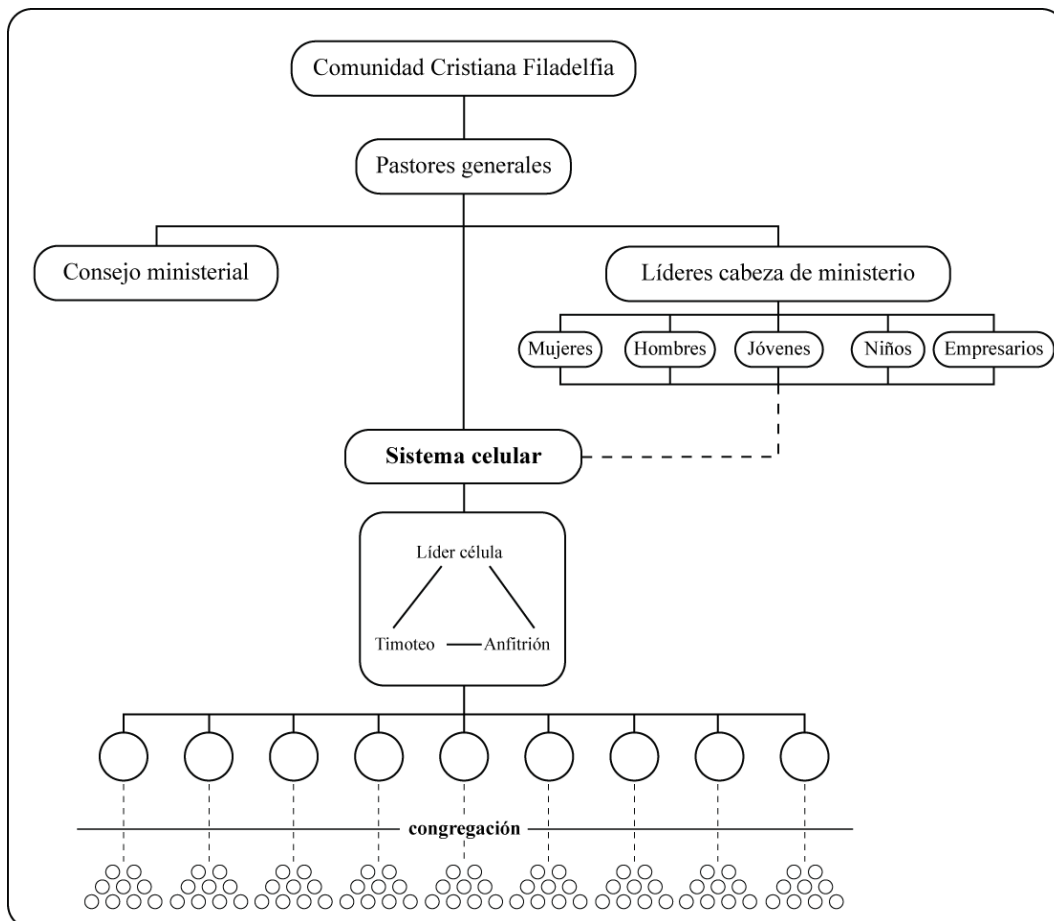 Comunidad Cristiana Filadelfia
Pastores generales
Consejo ministerial
Líderes cabeza de ministerio
Mujeres
Hombres
Jóvenes
Niños
Empresarios
Sistema celular
Líder célula
Timoteo
Anfitrión
congregación